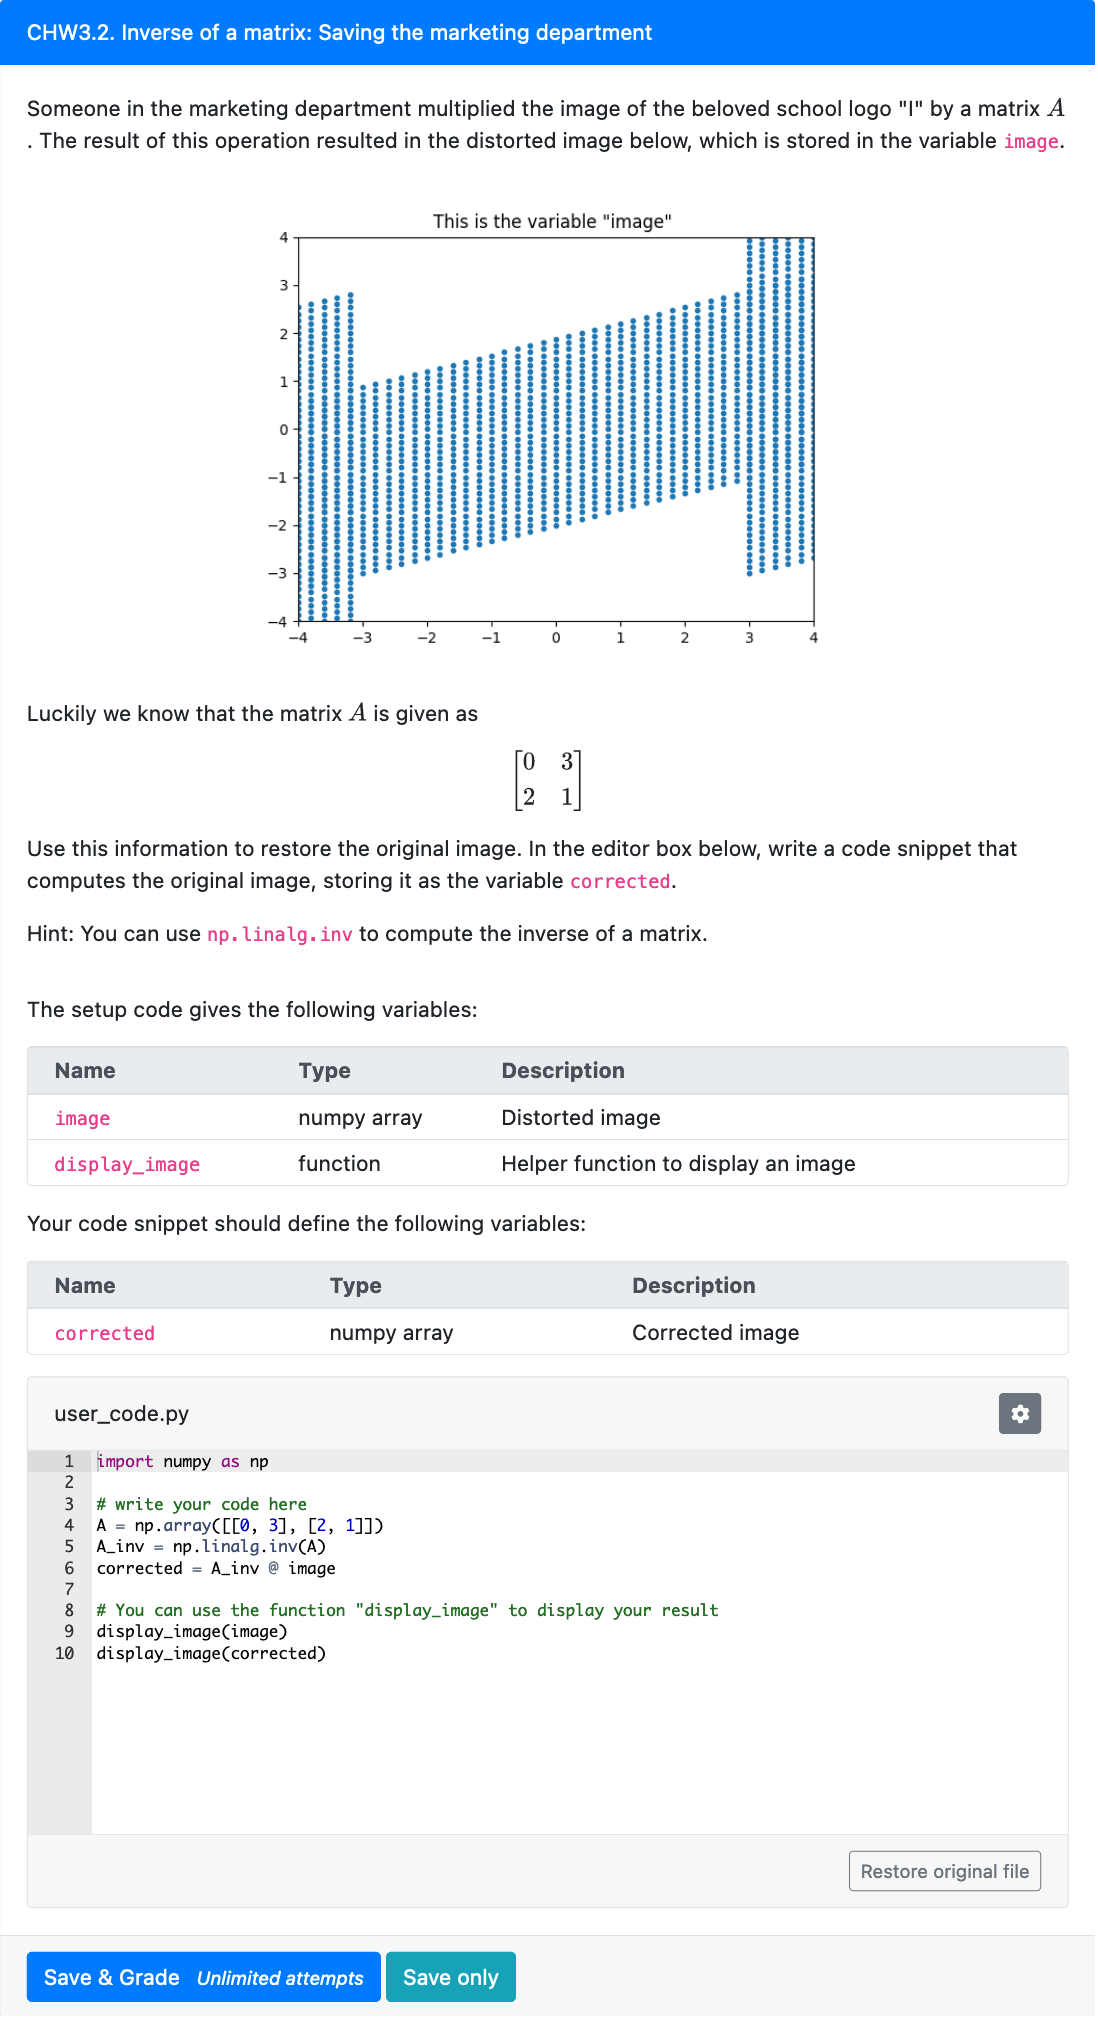 CHW3.2. Inverse of a matrix: Saving the marketing department
Someone in the marketing department multiplied the image of the beloved school logo "I" by a matrix A
. The result of this operation resulted in the distorted image below, which is stored in the variable image.
This is the variable "image"
4
3
2
1
0
−1
−2
−3
−4
−4 −3 −2 −1 0 1 2 3 4
Luckily we know that the matrix A is given as
[0 3]
[2 1]
Use this information to restore the original image. In the editor box below, write a code snippet that
computes the original image, storing it as the variable corrected.
Hint: You can use np.linalg.inv to compute the inverse of a matrix.
The setup code gives the following variables:
Name Type Description
image numpy array Distorted image
display_image function Helper function to display an image
Your code snippet should define the following variables:
Name Type Description
corrected numpy array Corrected image
user_code.py
1 import numpy as np
2
3 # write your code here
4 A = np.array([[0, 3], [2, 1]])
5 A_inv = np.linalg.inv(A)
6 corrected = A_inv @ image
7
8 # You can use the function "display_image" to display your result
9 display_image(image)
10 display_image(corrected)
Restore original file
Save & Grade Unlimited attempts Save only